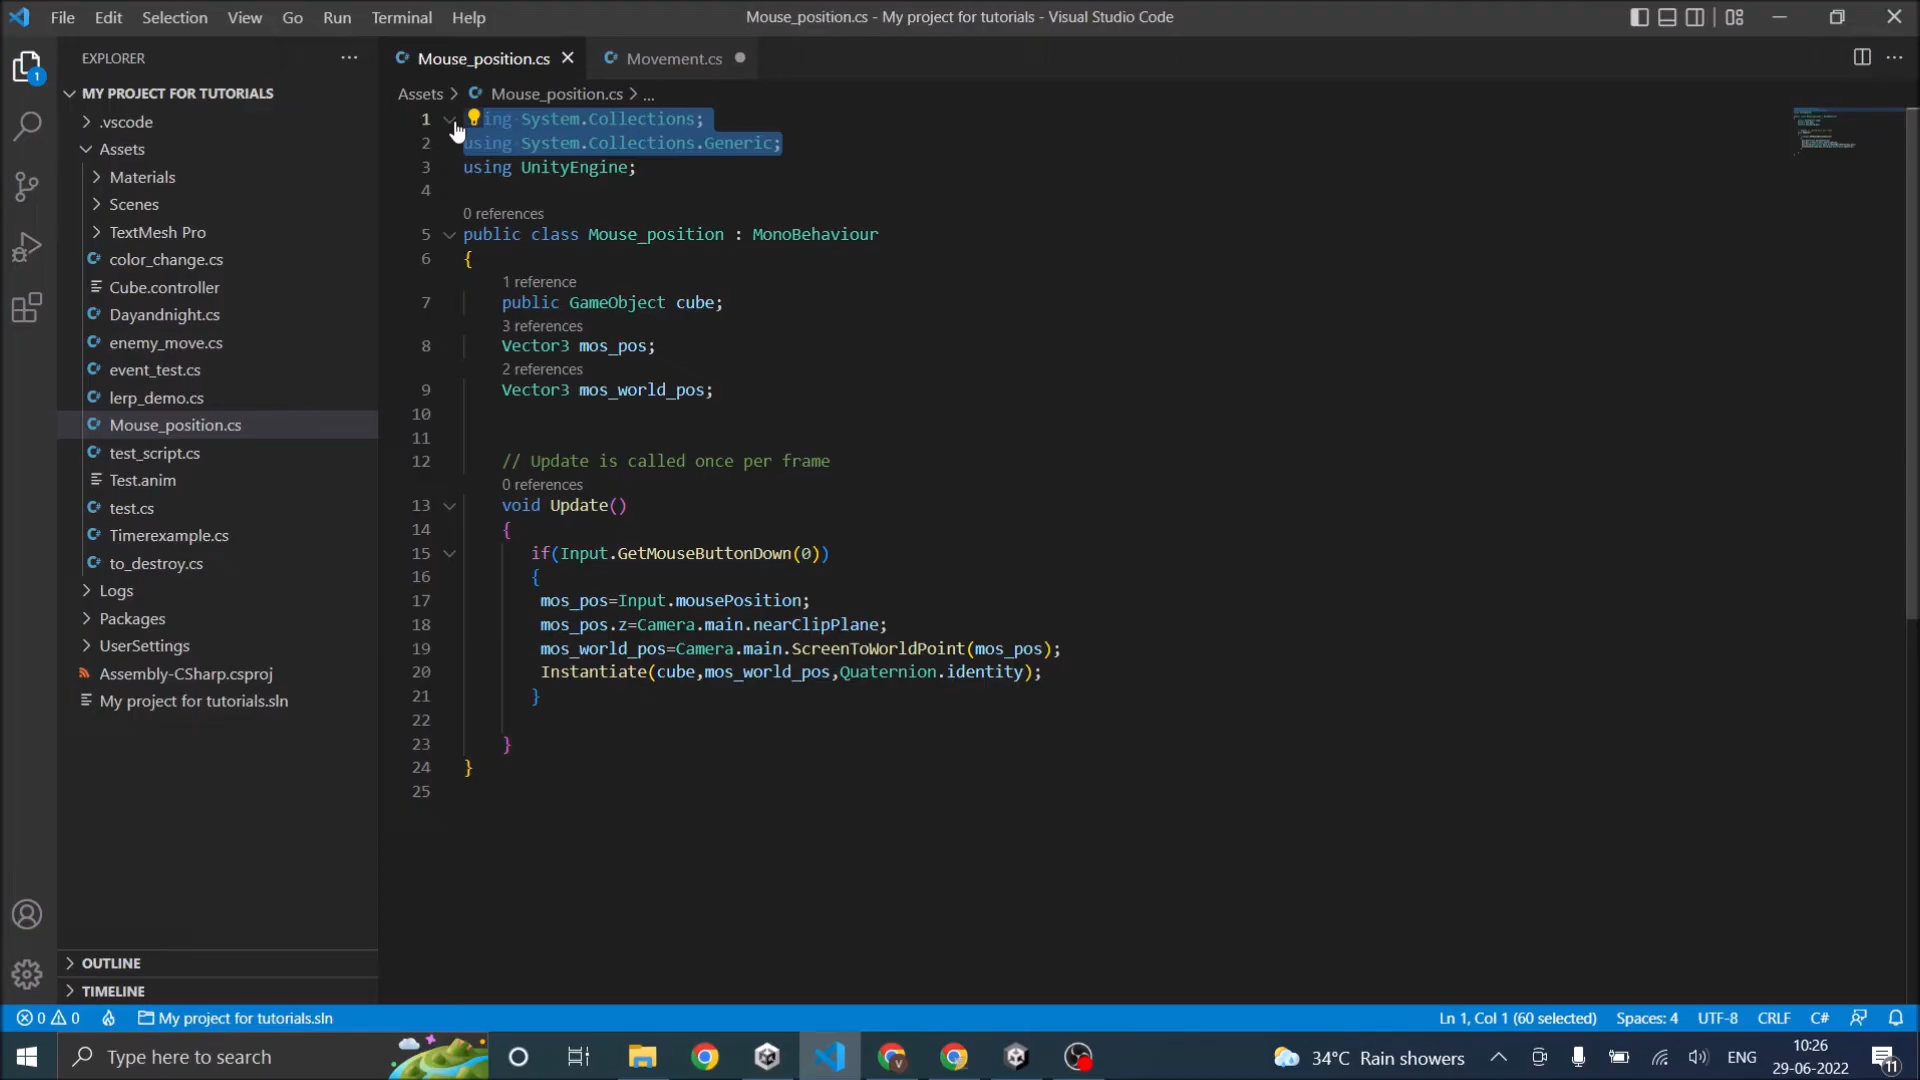 File Edit Selection View Go Run Terminal Help
Mouse_position.cs - My project for tutorials - Visual Studio Code
EXPLORER
1
MY PROJECT FOR TUTORIALS
.vscode
Assets
Materials
Scenes
TextMesh Pro
color_change.cs
Cube.controller
Dayandnight.cs
enemy_move.cs
event_test.cs
lerp_demo.cs
Mouse_position.cs
test_script.cs
Test.anim
test.cs
Timerexample.cs
to_destroy.cs
Logs
Packages
UserSettings
Assembly-CSharp.csproj
My project for tutorials.sln
OUTLINE
TIMELINE
Mouse_position.cs Movement.cs
Assets > Mouse_position.cs > ...
1 ing System.Collections;
2 using System.Collections.Generic;
3 using UnityEngine;
4
0 references
5 public class Mouse_position : MonoBehaviour
6 {
1 reference
7 public GameObject cube;
3 references
8 Vector3 mos_pos;
2 references
9 Vector3 mos_world_pos;
10
11
12 // Update is called once per frame
0 references
13 void Update()
14 {
15 if(Input.GetMouseButtonDown(0))
16 {
17 mos_pos=Input.mousePosition;
18 mos_pos.z=Camera.main.nearClipPlane;
19 mos_world_pos=Camera.main.ScreenToWorldPoint(mos_pos);
20 Instantiate(cube,mos_world_pos,Quaternion.identity);
21 }
22
23 }
24 }
25
0 0 My project for tutorials.sln
Ln 1, Col 1 (60 selected) Spaces: 4 UTF-8 CRLF C#
Type here to search
34°C Rain showers
ENG
10:26
29-06-2022
11